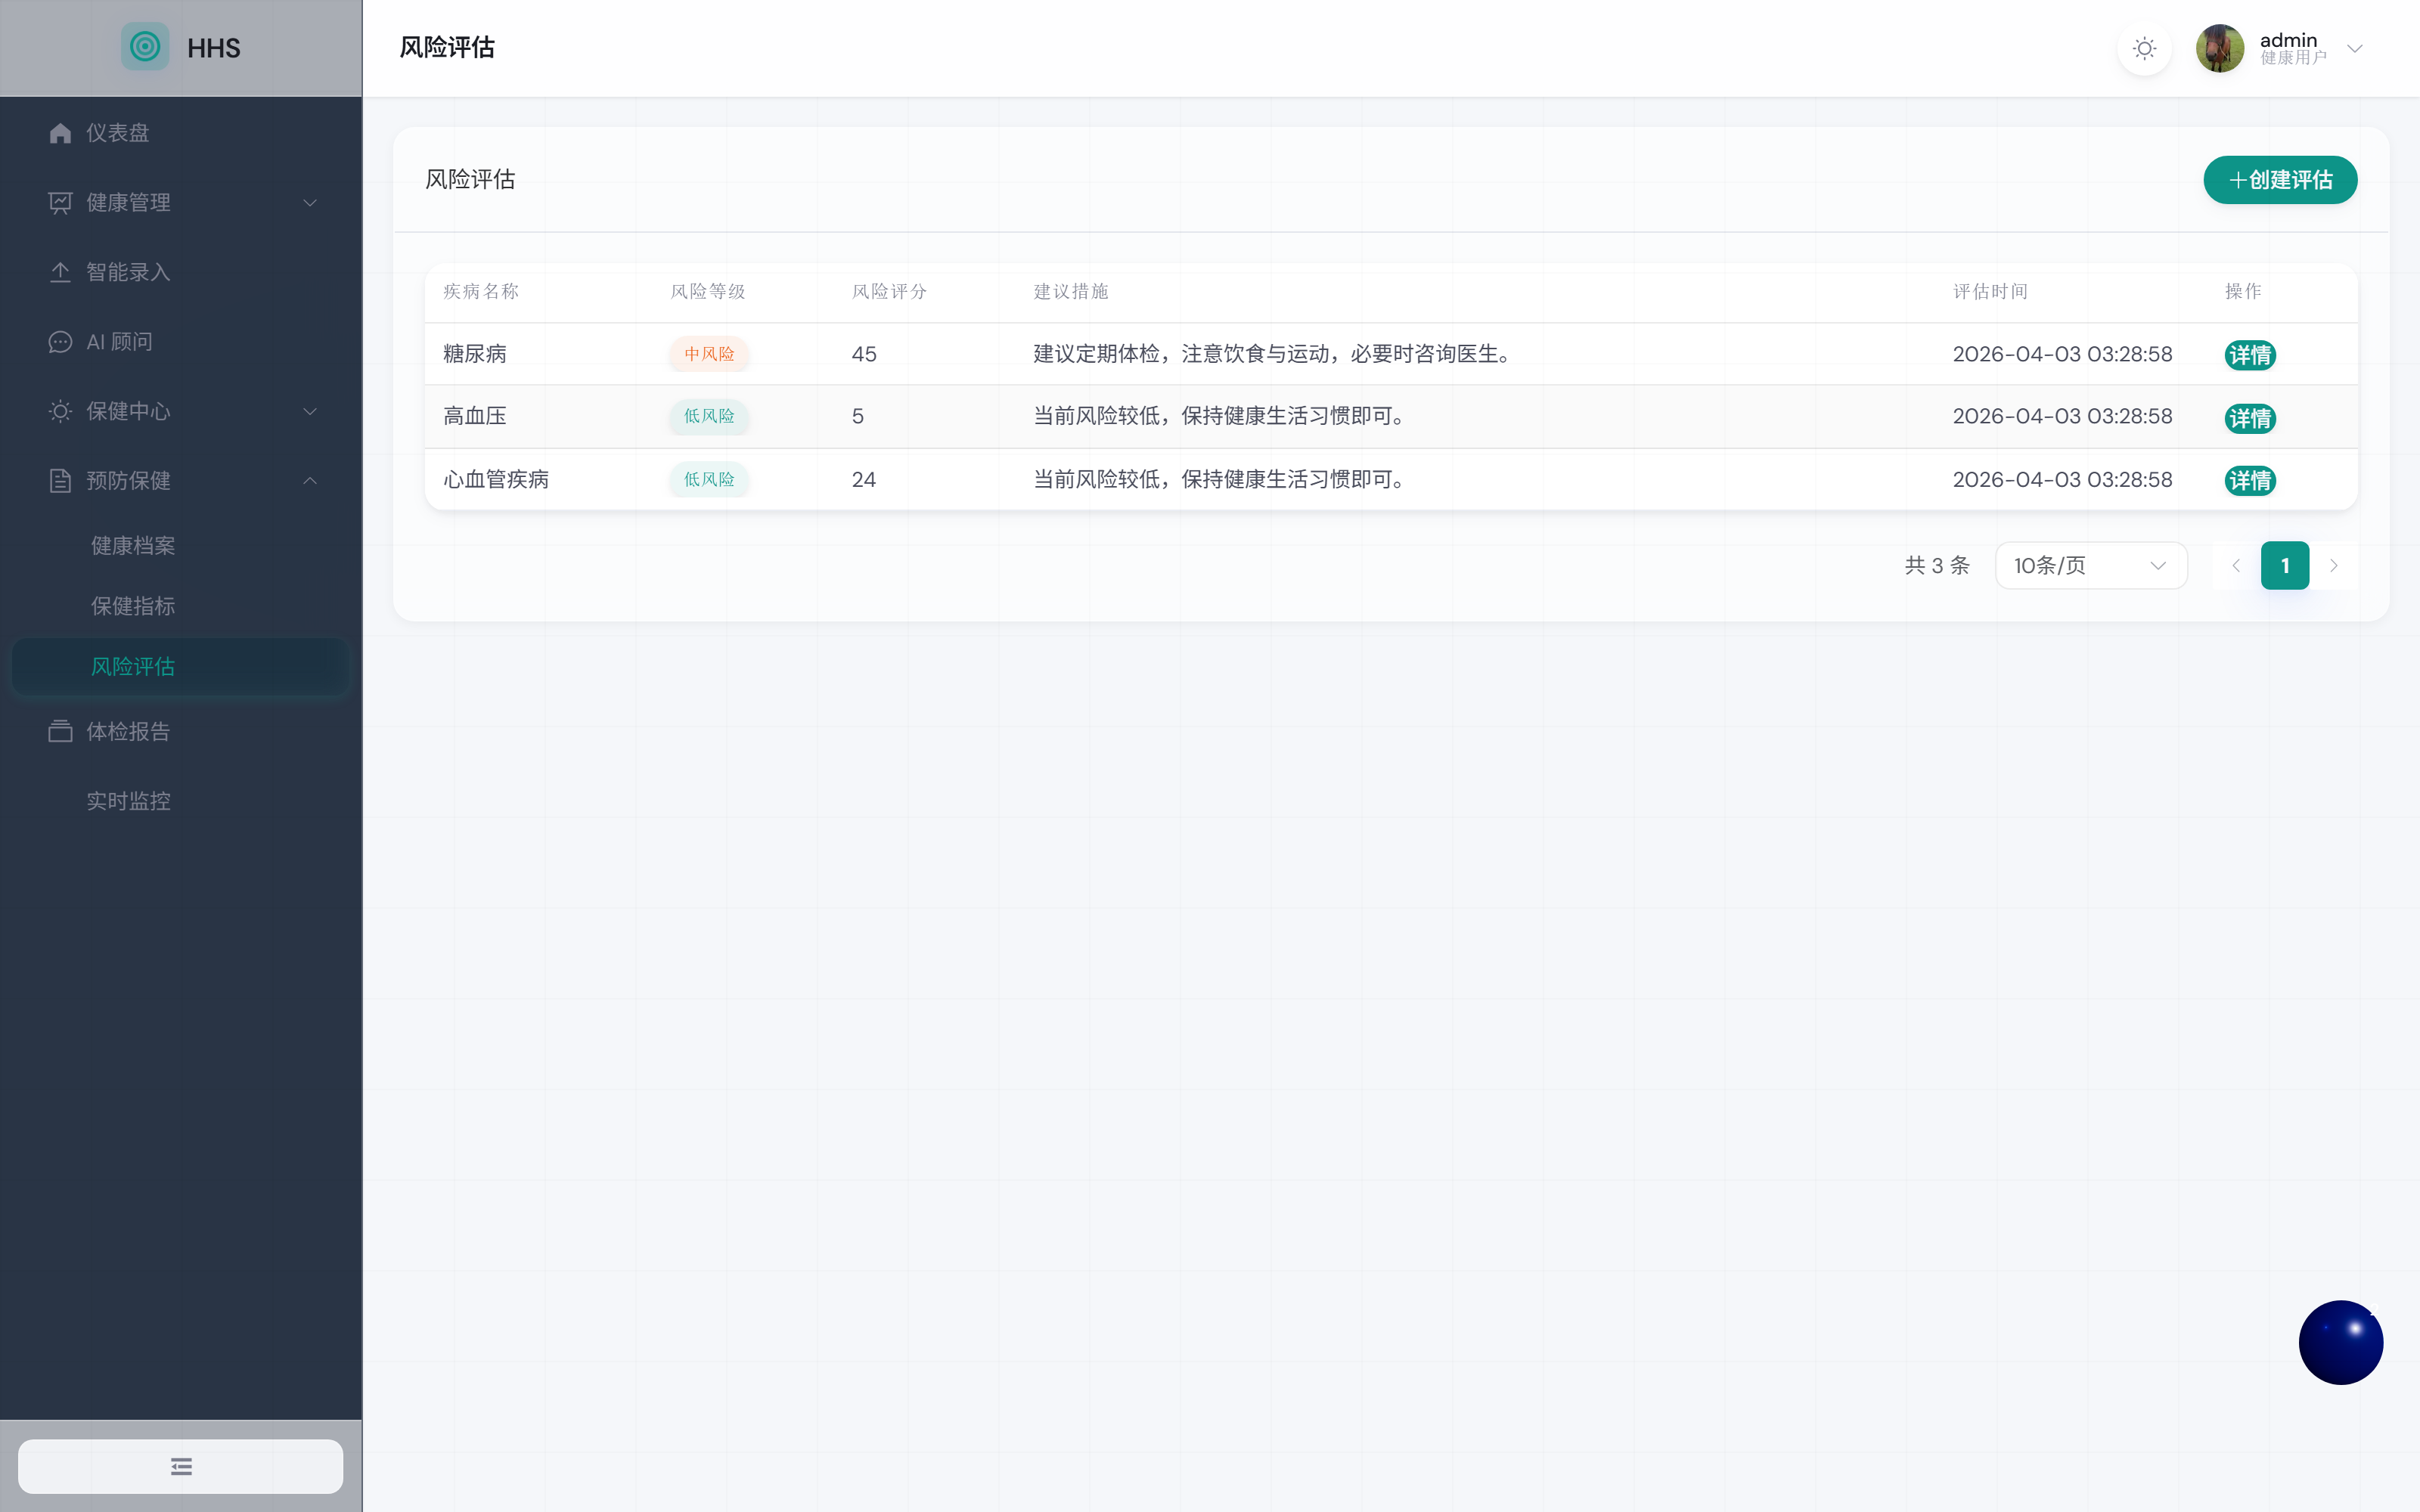 HHS
仪表盘
健康管理
智能录入
AI 顾问
保健中心
预防保健
健康档案
保健指标
风险评估
体检报告
实时监控
风险评估
admin
健康用户
风险评估
创建评估
疾病名称 风险等级 风险评分 建议措施 评估时间 操作
糖尿病 中风险 45 建议定期体检，注意饮食与运动，必要时咨询医生。 2026-04-03 03:28:58 详情
高血压 低风险 5 当前风险较低，保持健康生活习惯即可。 2026-04-03 03:28:58 详情
心血管疾病 低风险 24 当前风险较低，保持健康生活习惯即可。 2026-04-03 03:28:58 详情
共 3 条 10条/页 1